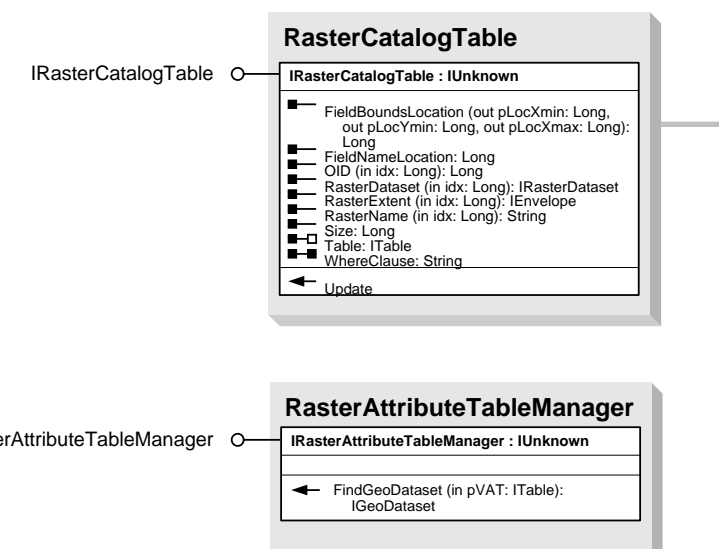 RasterCatalogTable
IRasterCatalogTable
IRasterCatalogTable : IUnknown
FieldBoundsLocation (out pLocXmin: Long,
out pLocYmin: Long, out pLocXmax: Long):
Long
FieldNameLocation: Long
OID (in idx: Long): Long
RasterDataset (in idx: Long): IRasterDataset
RasterExtent (in idx: Long): IEnvelope
RasterName (in idx: Long): String
Size: Long
Table: ITable
WhereClause: String
Update
RasterAttributeTableManager
erAttributeTableManager
IRasterAttributeTableManager : IUnknown
FindGeoDataset (in pVAT: ITable):
IGeoDataset